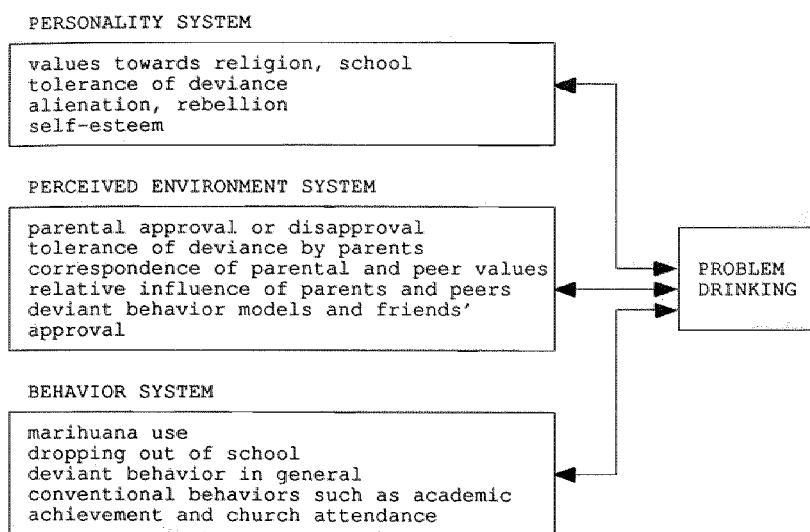 PERSONALITY SYSTEM
values towards religion, school
tolerance of deviance
alienation, rebellion
self-esteem
PERCEIVED ENVIRONMENT SYSTEM
parental approval or disapproval
tolerance of deviance by parents
correspondence of parental and peer values
relative influence of parents and peers
deviant behavior models and friends'
approval
PROBLEM
DRINKING
BEHAVIOR SYSTEM
marihuana use
dropping out of school
deviant behavior in general
conventional behaviors such as academic
achievement and church attendance